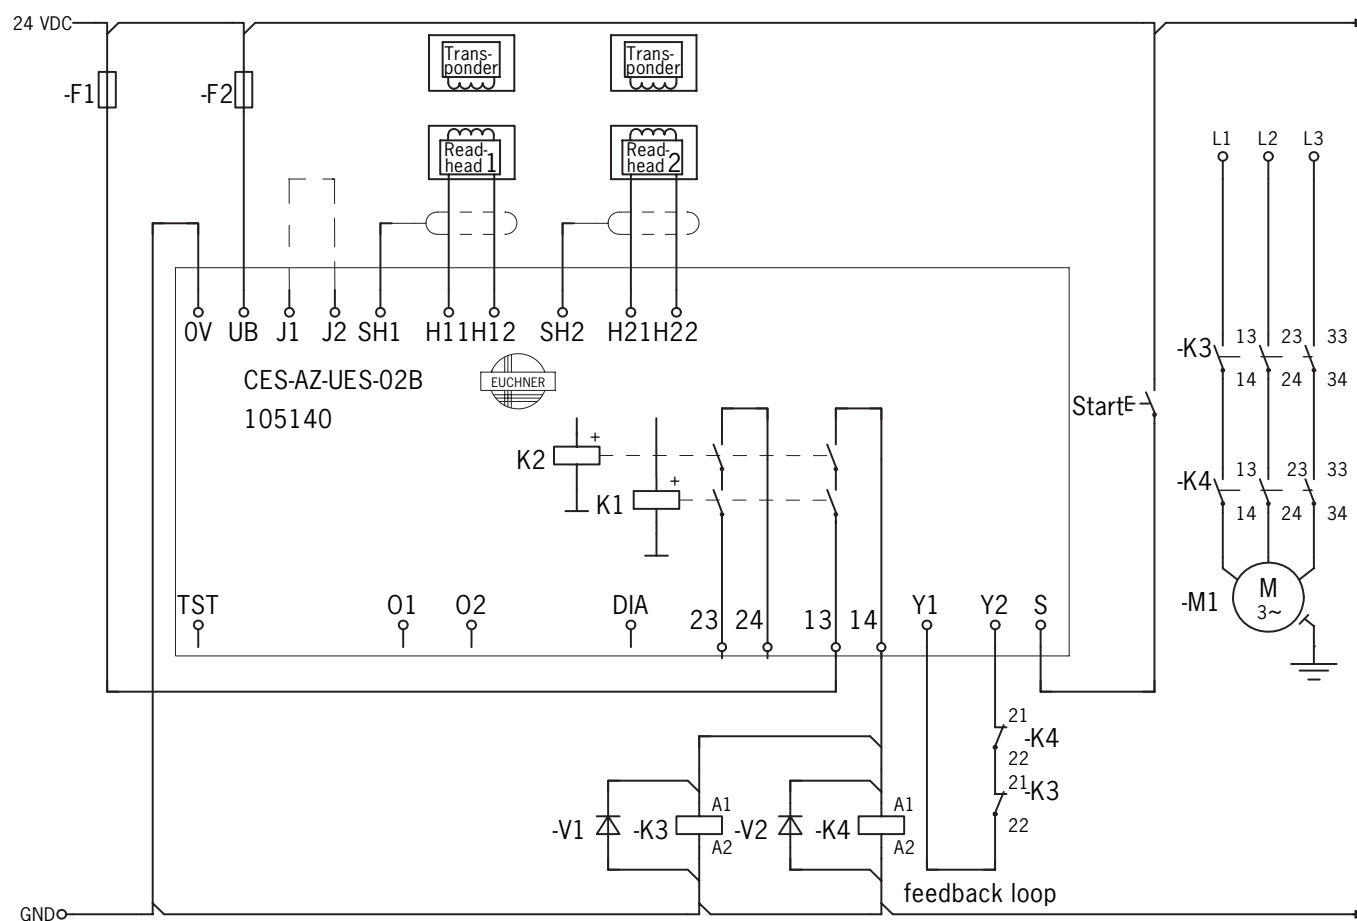 24 VDC
-F1
-F2
Trans-
ponder
Trans-
ponder
Read-
head 1
Read-
head 2
L1 L2 L3
0V UB J1 J2 SH1 H11 H12 SH2 H21 H22
CES-AZ-UES-02B
105140
EUCHNER
-K3
13 23 33
14 24 34
Start
K2 +
K1 +
-K4
13 23 33
14 24 34
-M1
M
3~
TST O1 O2 DIA 23 24 13 14 Y1 Y2 S
21
-K4
22
21
-K3
22
-V1 -K3 A1
A2
-V2 -K4 A1
A2
feedback loop
GND